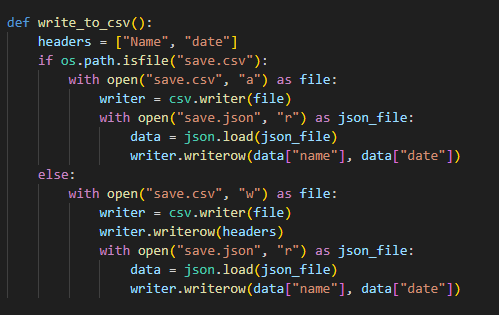 def write_to_csv():
    headers = ["Name", "date"]
    if os.path.isfile("save.csv"):
        with open("save.csv", "a") as file:
            writer = csv.writer(file)
            with open("save.json", "r") as json_file:
                data = json.load(json_file)
                writer.writerow(data["name"], data["date"])
    else:
        with open("save.csv", "w") as file:
            writer = csv.writer(file)
            writer.writerow(headers)
            with open("save.json", "r") as json_file:
                data = json.load(json_file)
                writer.writerow(data["name"], data["date"])